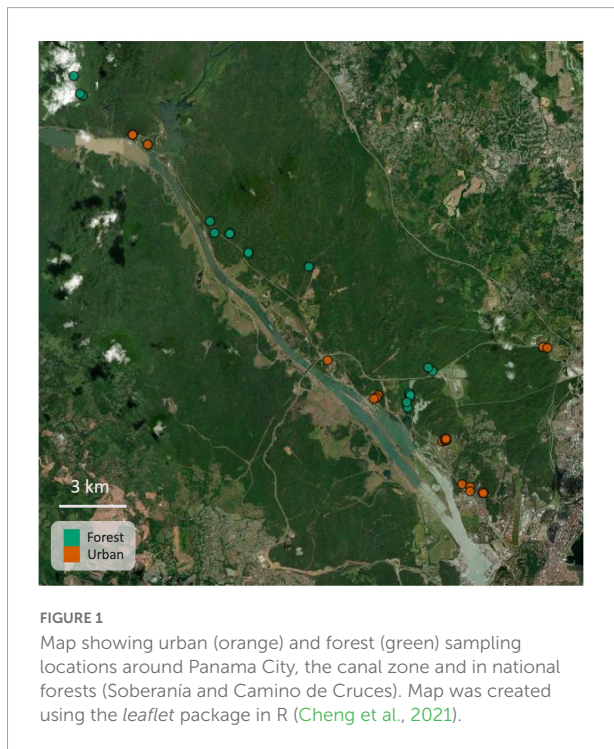 3 km
Forest
Urban
FIGURE 1
Map showing urban (orange) and forest (green) sampling
locations around Panama City, the canal zone and in national
forests (Soberanía and Camino de Cruces). Map was created
using the leaflet package in R (Cheng et al., 2021).